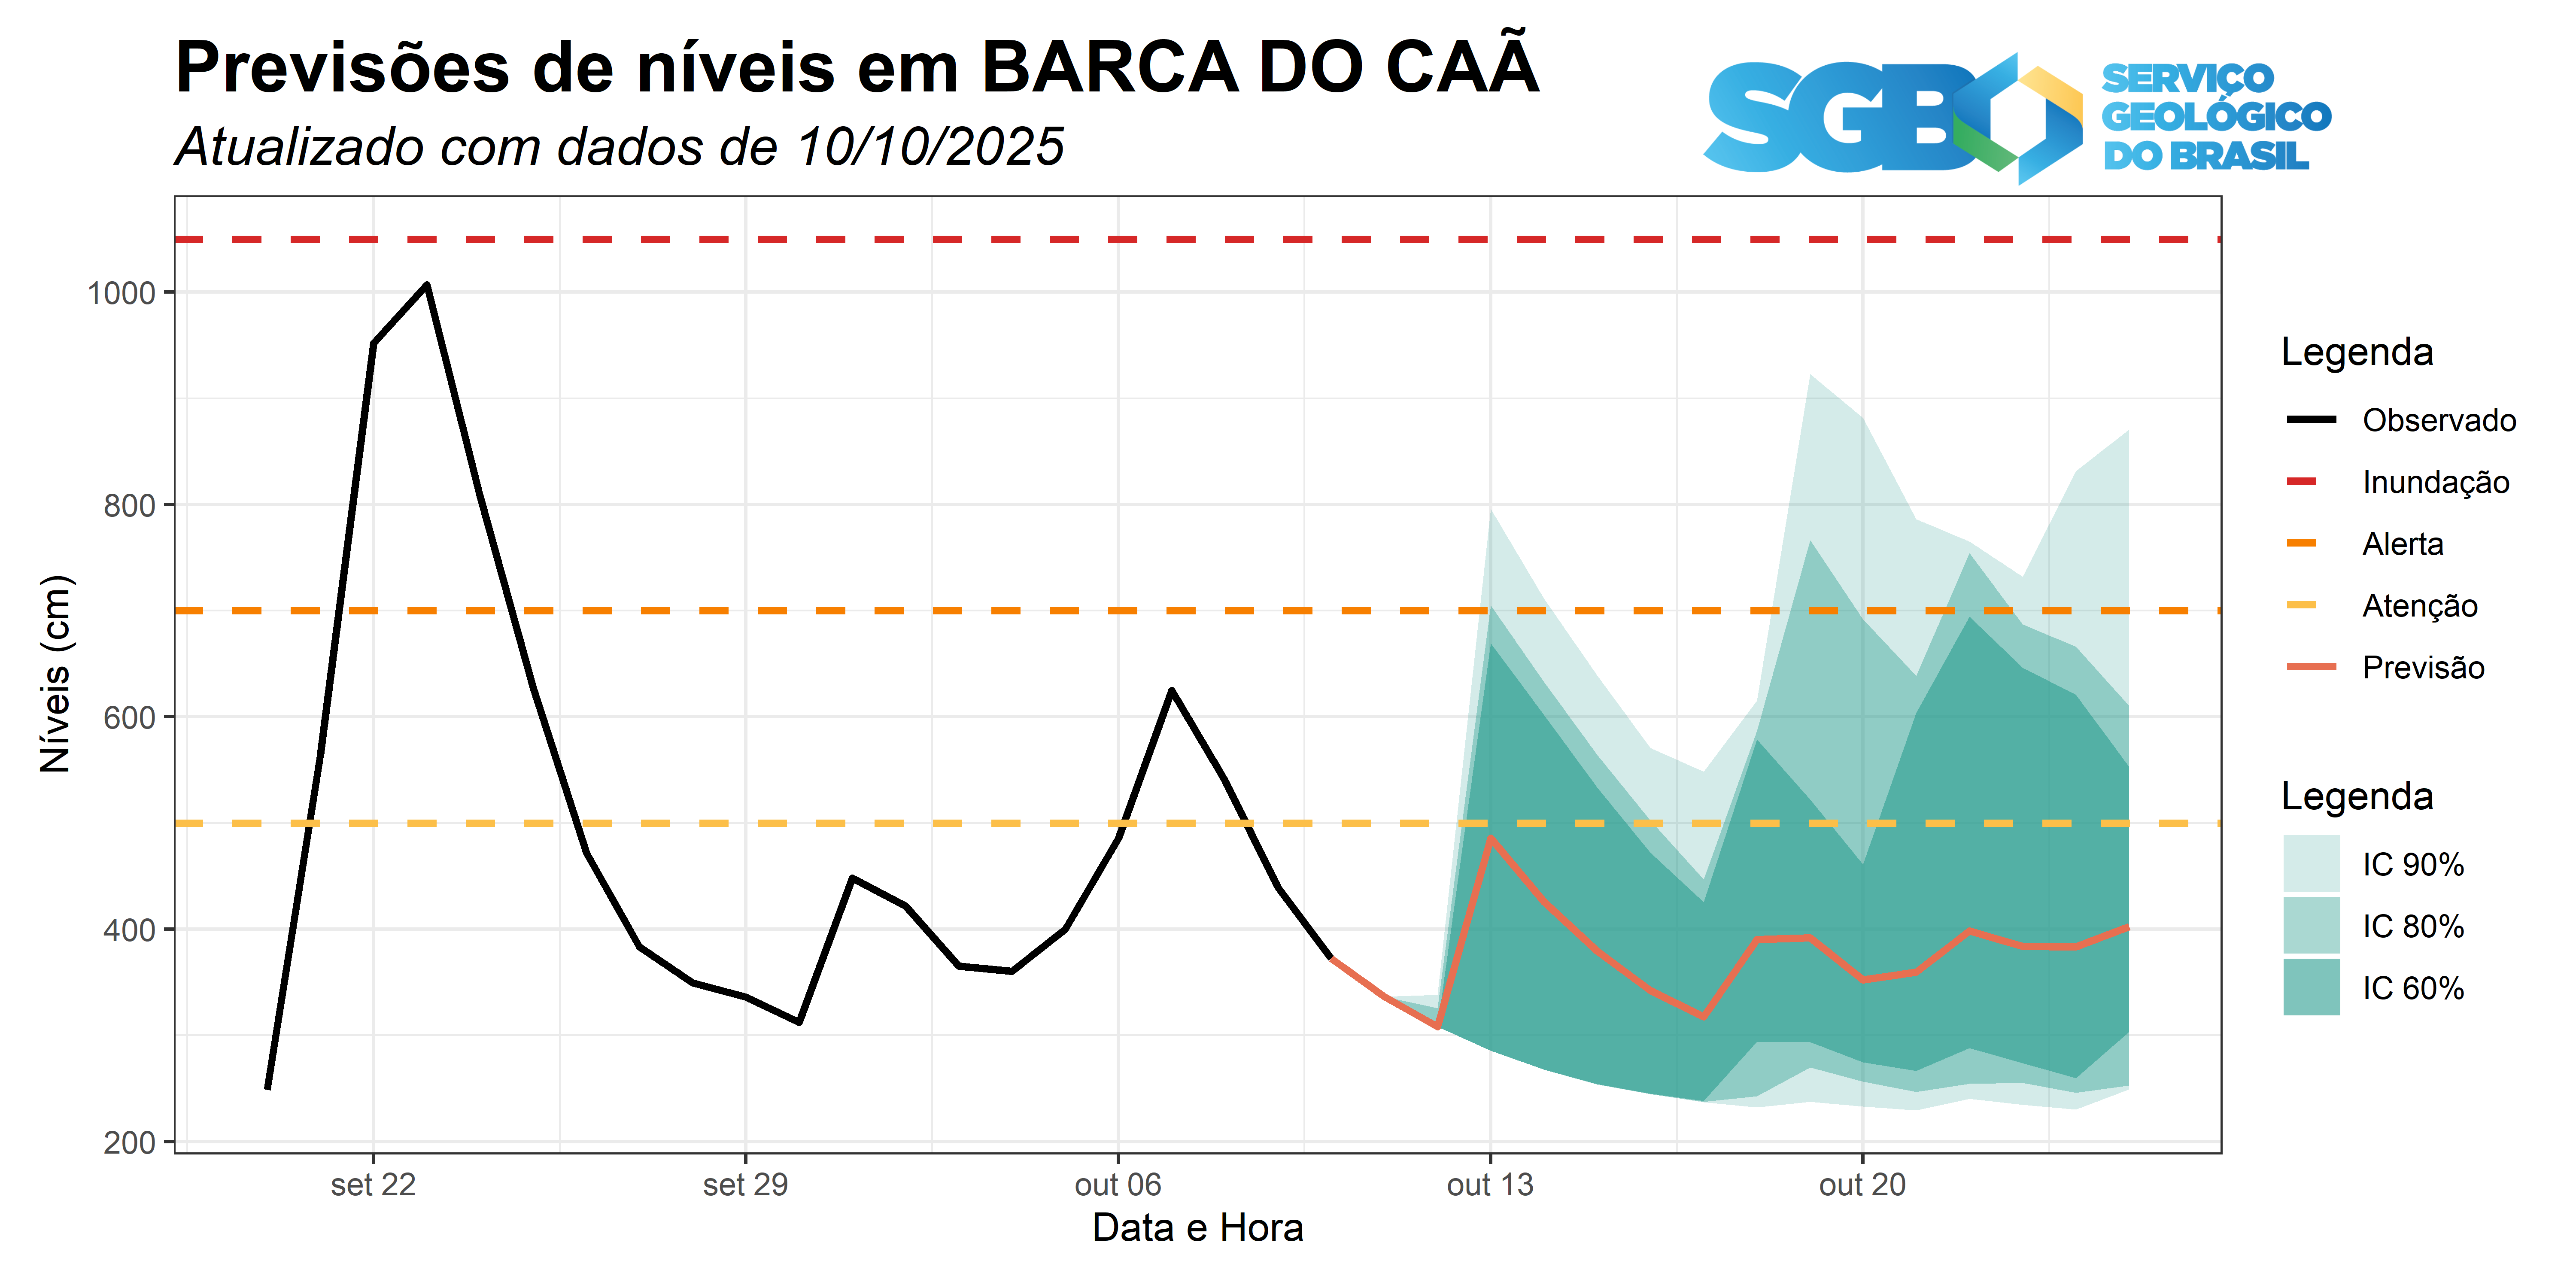 Previsões de níveis em BARCA DO CAÃ
Atualizado com dados de 10/10/2025
SGB
SERVIÇO
GEOLÓGICO
DO BRASIL
Níveis (cm)
1000
800
600
400
200
set 22
set 29
out 06
out 13
out 20
Data e Hora
Legenda
Observado
Inundação
Alerta
Atenção
Previsão
Legenda
IC 90%
IC 80%
IC 60%